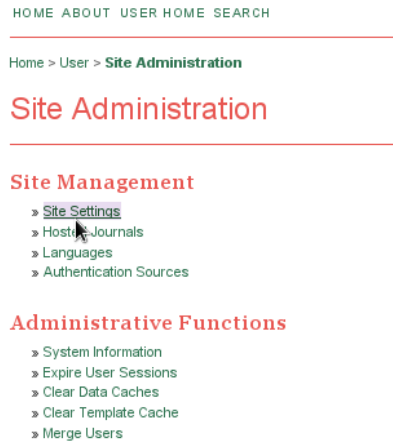 HOME ABOUT USER HOME SEARCH
Home > User > Site Administration
Site Administration
Site Management
» Site Settings
» Hosted Journals
» Languages
» Authentication Sources
Administrative Functions
» System Information
» Expire User Sessions
» Clear Data Caches
» Clear Template Cache
» Merge Users